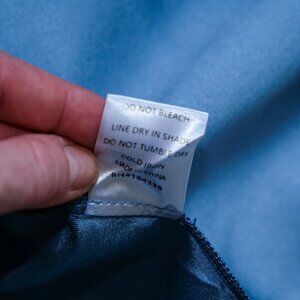 DO NOT BLEACH
LINE DRY IN SHADE
DO NOT TUMBLE DRY
COLD IRON
MADE IN CHINA